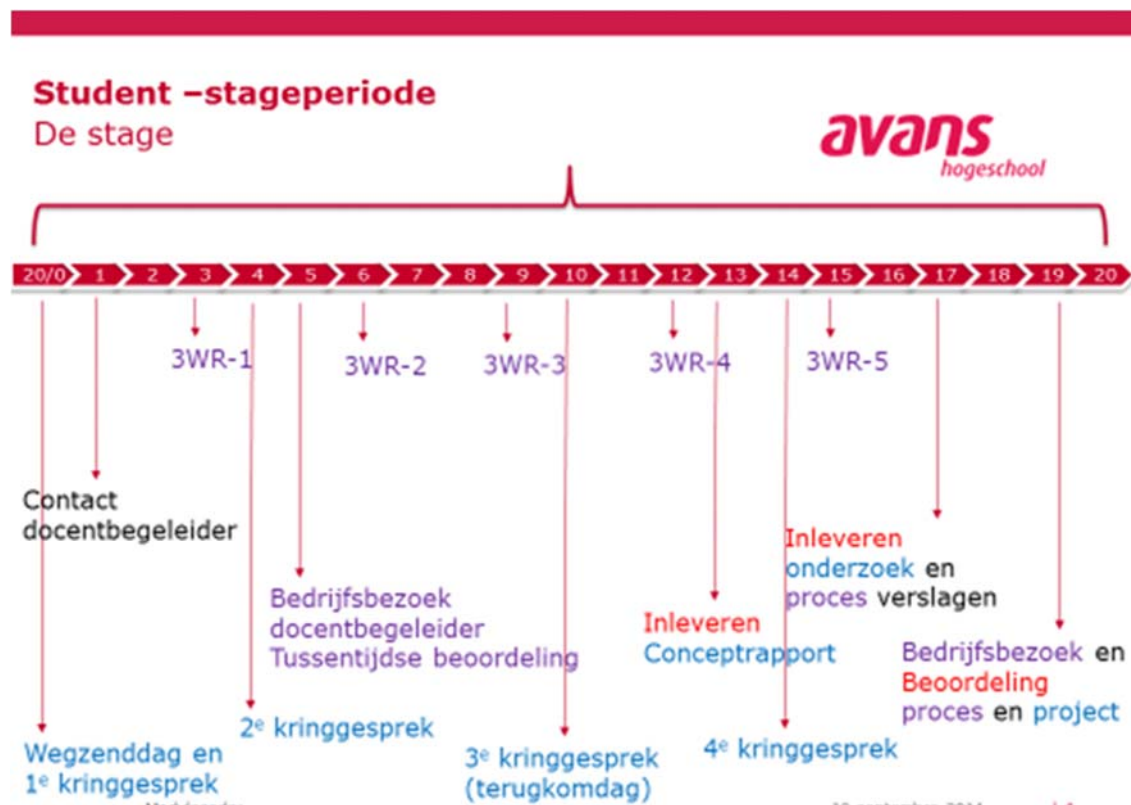 Student –stageperiode
De stage
avans
hogeschool
20/0 1 2 3 4 5 6 7 8 9 10 11 12 13 14 15 16 17 18 19 20
3WR-1
3WR-2
3WR-3
3WR-4
3WR-5
Contact
docentbegeleider
Bedrijfsbezoek
docentbegeleider
Tussentijdse beoordeling
Inleveren
Conceptrapport
Inleveren
onderzoek en
proces verslagen
Bedrijfsbezoek en
Beoordeling
proces en project
Wegzenddag en
1e kringgesprek
2e kringgesprek
3e kringgesprek
(terugkomdag)
4e kringgesprek